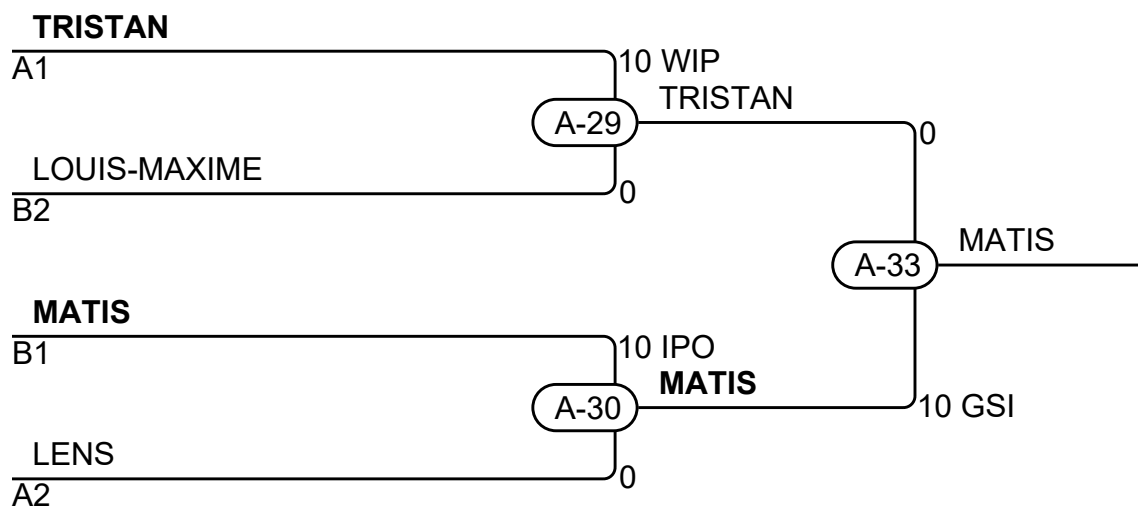 TRISTAN
A1
10 WIP
TRISTAN
A-29
0
LOUIS-MAXIME
0
B2
MATIS
A-33
MATIS
B1
10 IPO
MATIS
A-30
10 GSI
LENS
0
A2